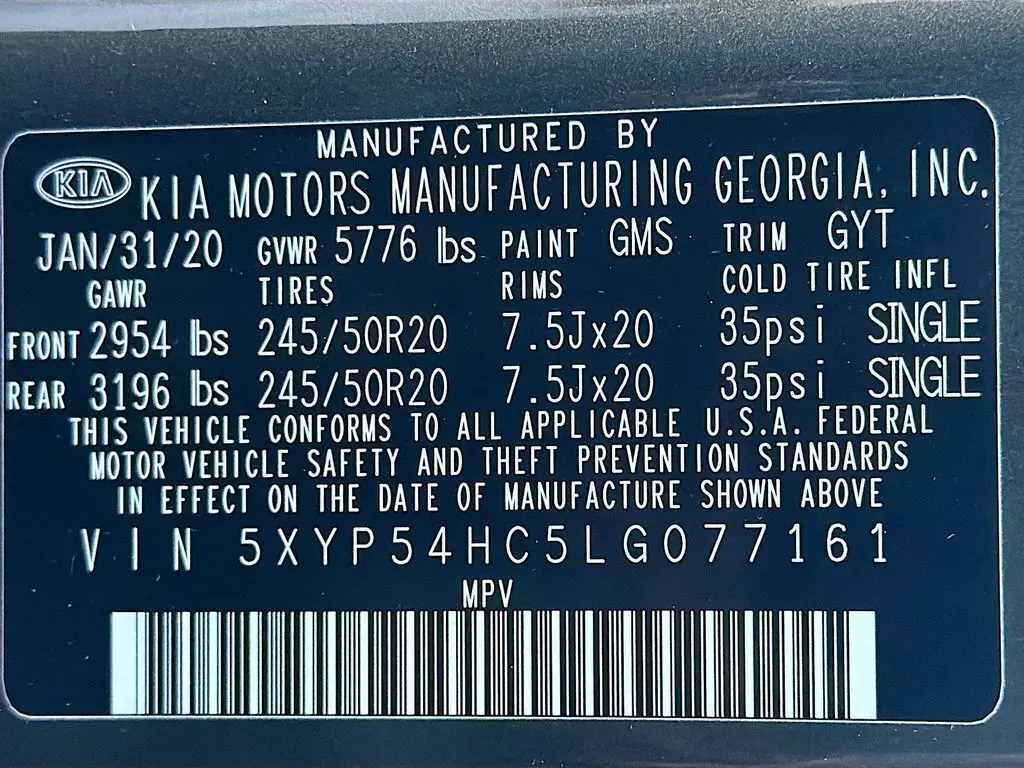 MANUFACTURED BY
KIA KIA MOTORS MANUFACTURING GEORGIA, INC.
JAN/31/20 GVWR 5776 lbs PAINT GMS TRIM GYT
GAWR TIRES RIMS COLD TIRE INFL
FRONT 2954 lbs 245/50R20 7.5Jx20 35psi SINGLE
REAR 3196 lbs 245/50R20 7.5Jx20 35psi SINGLE
THIS VEHICLE CONFORMS TO ALL APPLICABLE U.S.A. FEDERAL
MOTOR VEHICLE SAFETY AND THEFT PREVENTION STANDARDS
IN EFFECT ON THE DATE OF MANUFACTURE SHOWN ABOVE
VIN 5XYP54HC5LG077161
MPV